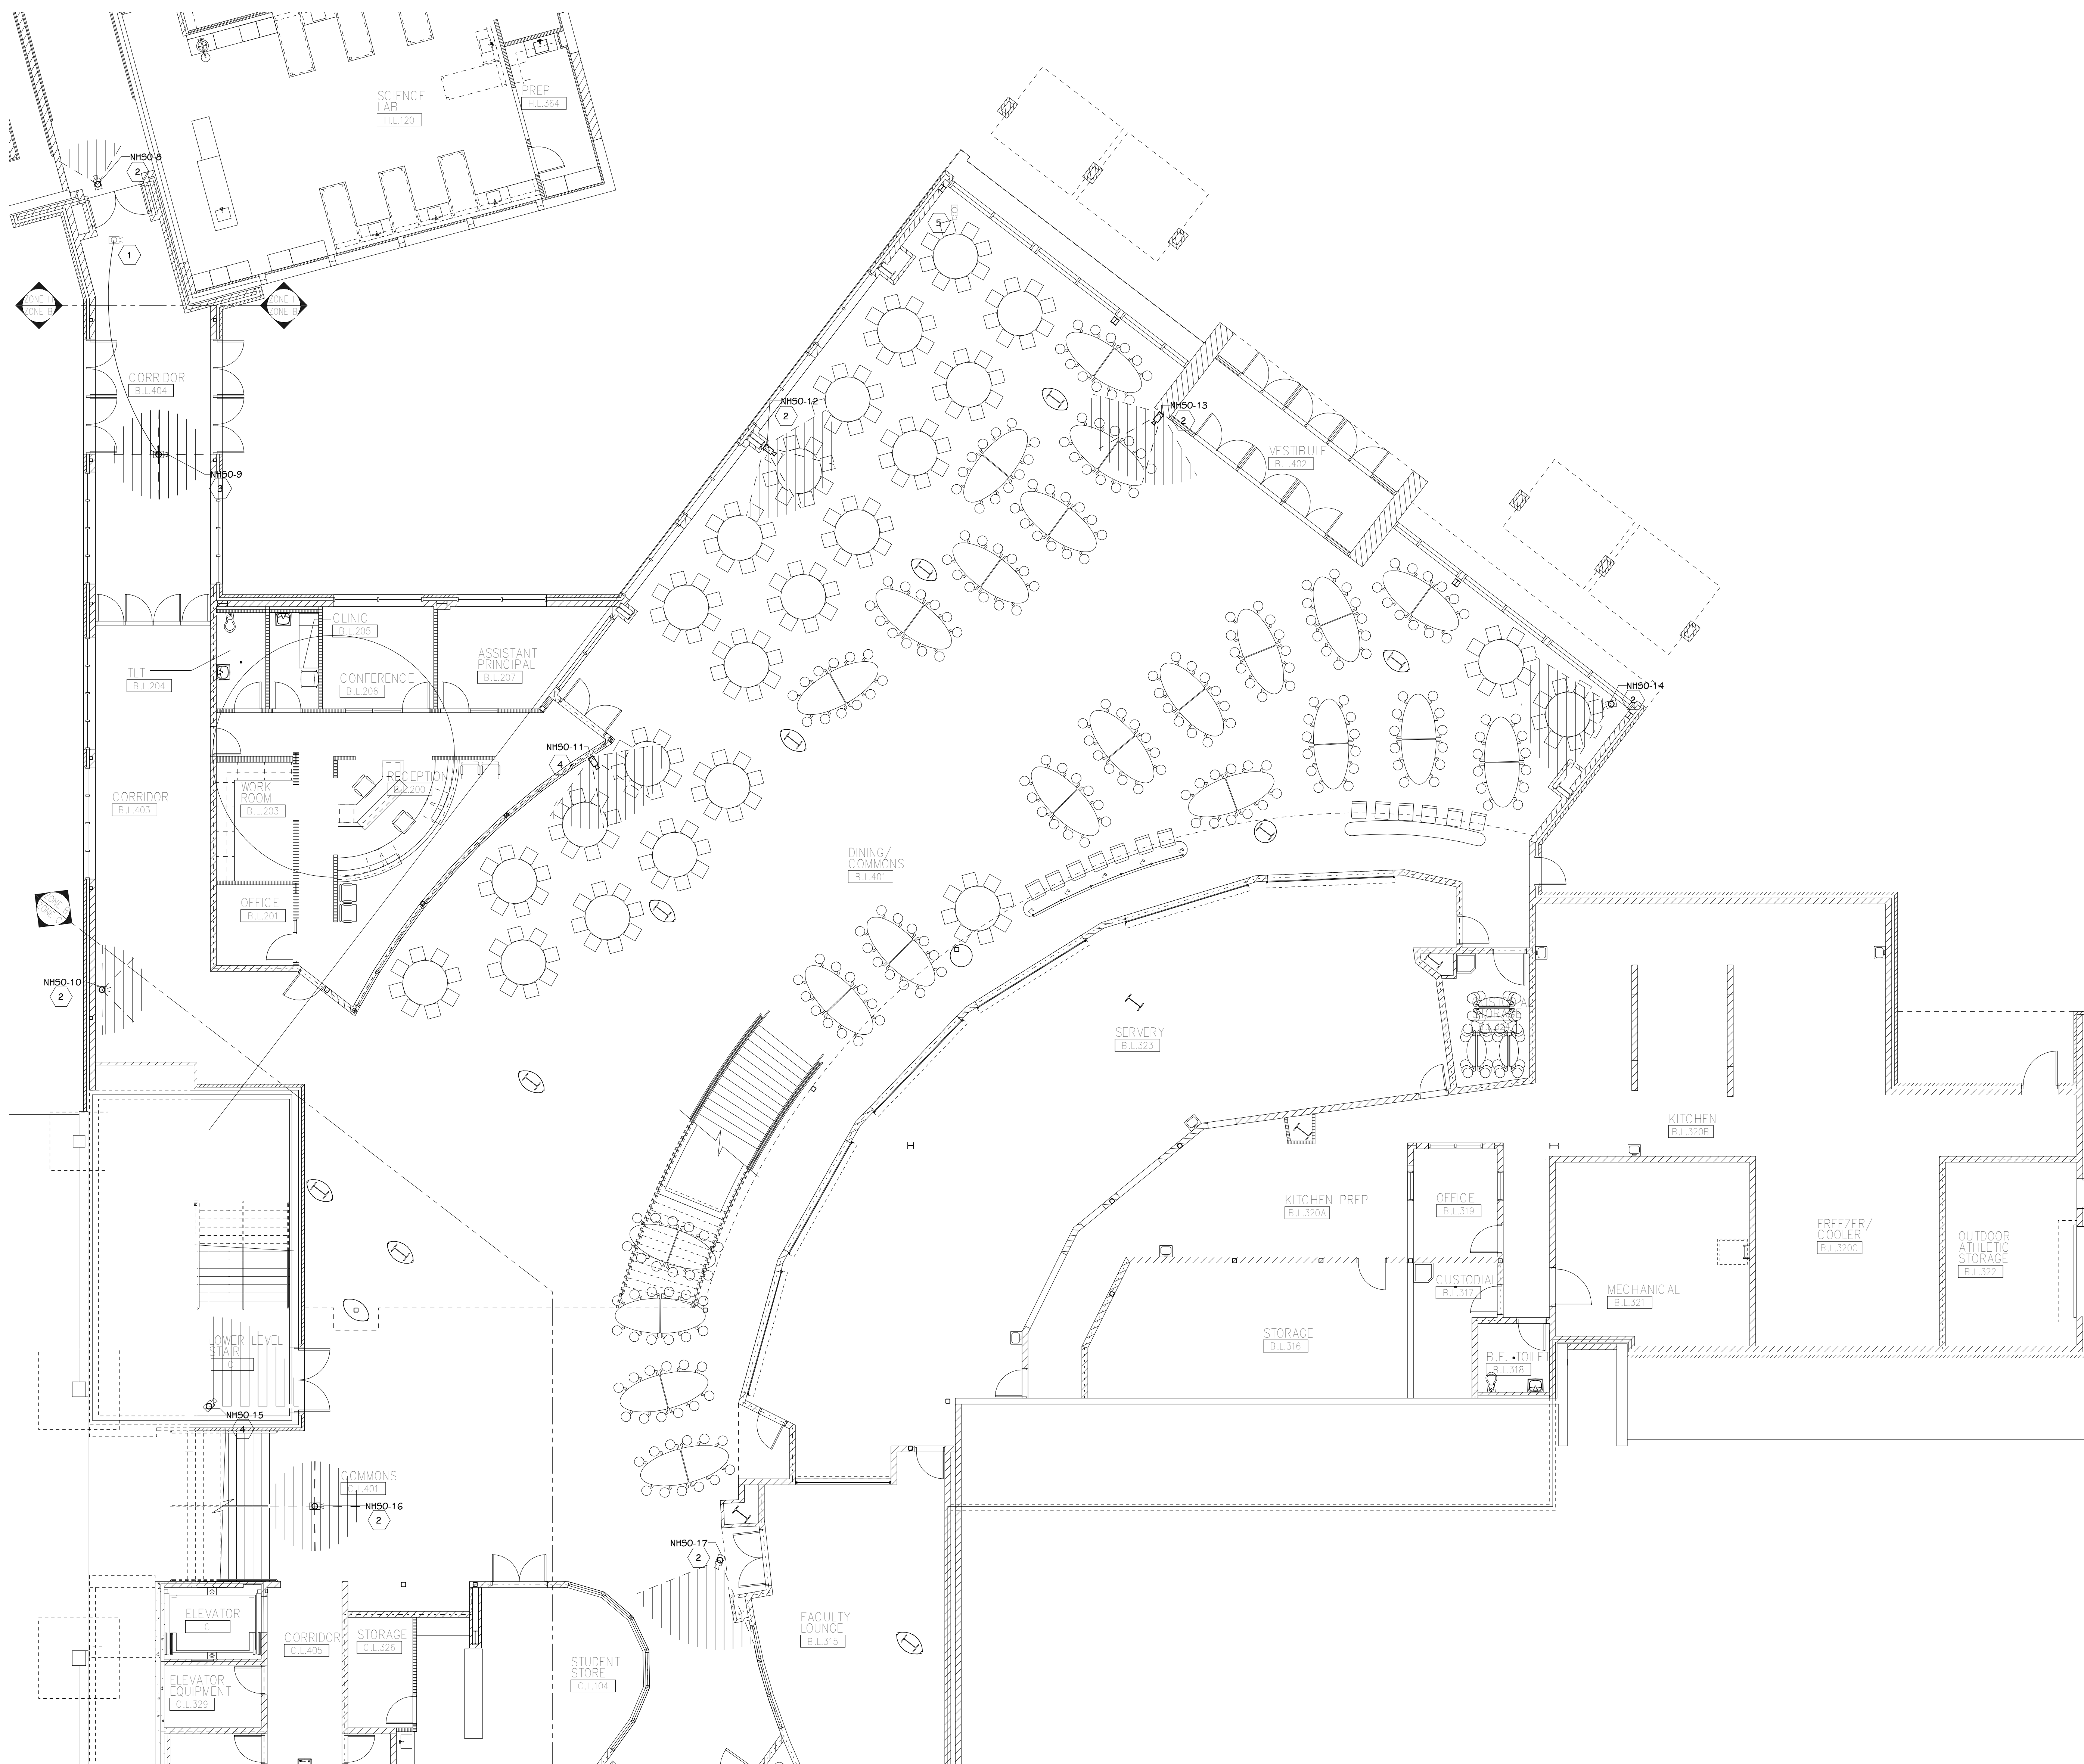 SCIENCE
LAB
H.L.120
PREP
H.L.364
NHSO-8
2
1
5
ZONE H
ZONE B
ZONE H
ZONE B
CORRIDOR
B.L.404
NHSO-9
3
NHSO-12
2
NHSO-13
2
VESTIBULE
B.L.402
CLINIC
B.L.205
TLT
B.L.204
CONFERENCE
B.L.206
ASSISTANT
PRINCIPAL
B.L.207
NHSO-14
2
NHSO-11
4
RECEPTION
B.L.200
WORK
ROOM
B.L.203
CORRIDOR
B.L.403
OFFICE
B.L.201
DINING/
COMMONS
B.L.401
NHSO-10
2
SERVERY
B.L.323
KITCHEN
B.L.320B
KITCHEN PREP
B.L.320A
OFFICE
B.L.319
FREEZER/
COOLER
B.L.320C
OUTDOOR
ATHLETIC
STORAGE
B.L.322
CUSTODIAL
B.L.317
MECHANICAL
B.L.321
STORAGE
B.L.316
B.F. TOILET
B.L.318
LOWER LEVEL
STAIR
C
NHSO-15
4
COMMONS
C.L.401
NHSO-16
2
NHSO-17
2
ELEVATOR
C
CORRIDOR
C.L.405
STORAGE
C.L.326
FACULTY
LOUNGE
B.L.315
STUDENT
STORE
C.L.104
ELEVATOR
EQUIPMENT
C.L.329